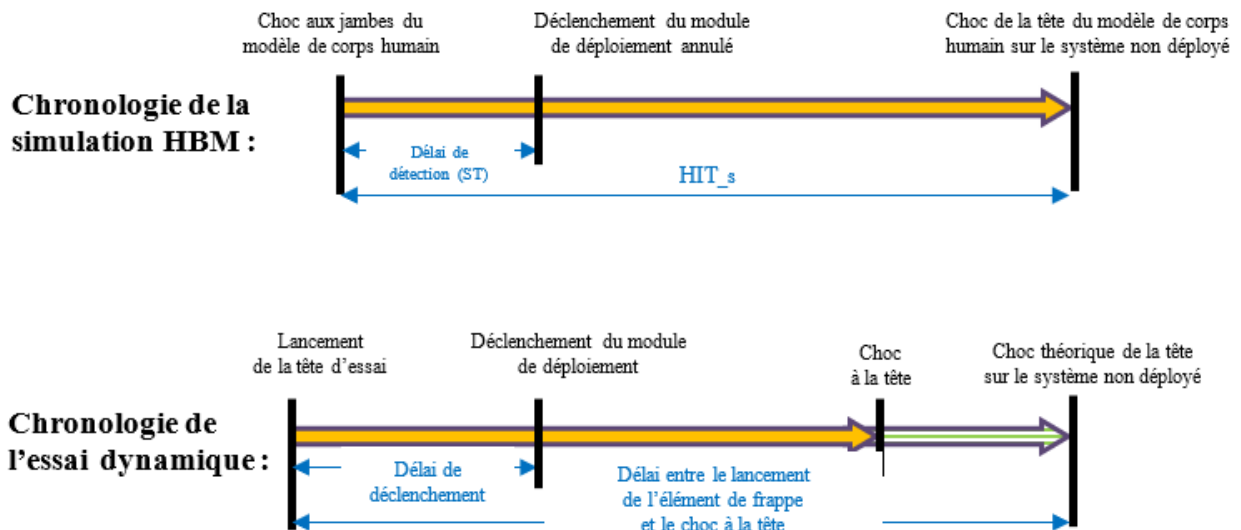 Choc aux jambes du
modèle de corps humain
Déclenchement du module
de déploiement annulé
Choc de la tête du modèle de corps
humain sur le système non déployé
Chronologie de la
simulation HBM :
Délai de
détection (ST)
HIT_s
Lancement
de la tête d’essai
Déclenchement du module
de déploiement
Choc
à la tête
Choc théorique de la tête
sur le système non déployé
Chronologie de
l’essai dynamique :
Délai de
déclenchement
Délai entre le lancement
de l’élément de frappe
et le choc à la tête